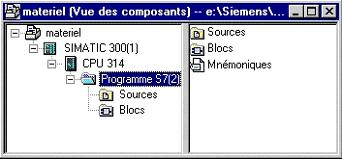 materiel (Vue des composants) -- e:\Siemens\...
materiel
SIMATIC 300(1)
CPU 314
Programme S7(2)
Sources
Blocs
Sources
Blocs
Mnémoniques